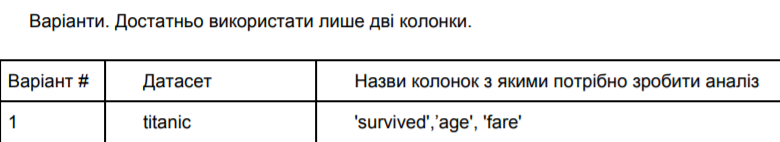 Варіанти. Достатньо використати лише дві колонки.
Варіант # Датасет Назви колонок з якими потрібно зробити аналіз
1 titanic 'survived','age', 'fare'